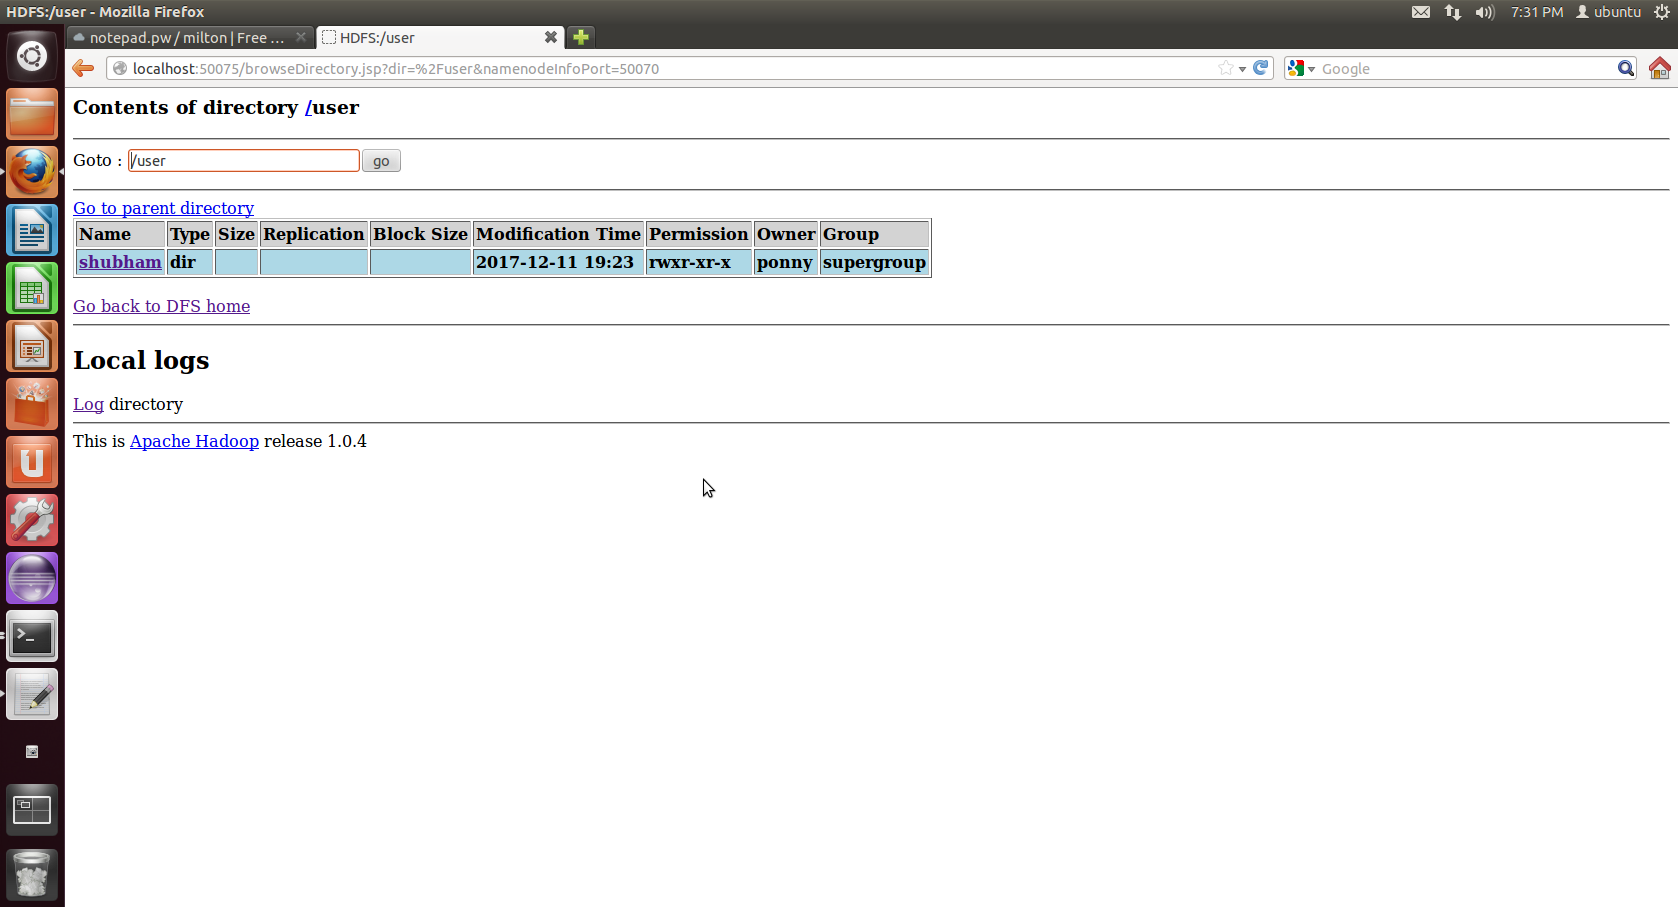 HDFS:/user - Mozilla Firefox
7:31 PM ubuntu
notepad.pw / milton | Free ...
HDFS:/user
localhost:50075/browseDirectory.jsp?dir=%2Fuser&namenodeInfoPort=50070
Google
Contents of directory /user
Goto : /user go
Go to parent directory
Name Type Size Replication Block Size Modification Time Permission Owner Group
shubham dir 2017-12-11 19:23 rwxr-xr-x ponny supergroup
Go back to DFS home
Local logs
Log directory
This is Apache Hadoop release 1.0.4